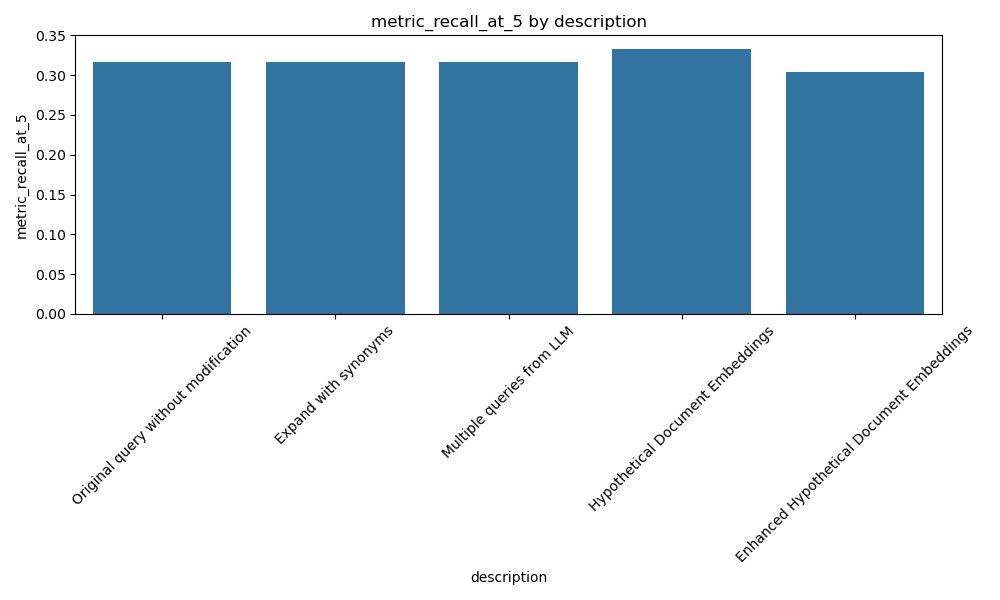 metric_recall_at_5 by description
metric_recall_at_5
0.35
0.30
0.25
0.20
0.15
0.10
0.05
0.00
Original query without modification
Expand with synonyms
Multiple queries from LLM
Hypothetical Document Embeddings
Enhanced Hypothetical Document Embeddings
description